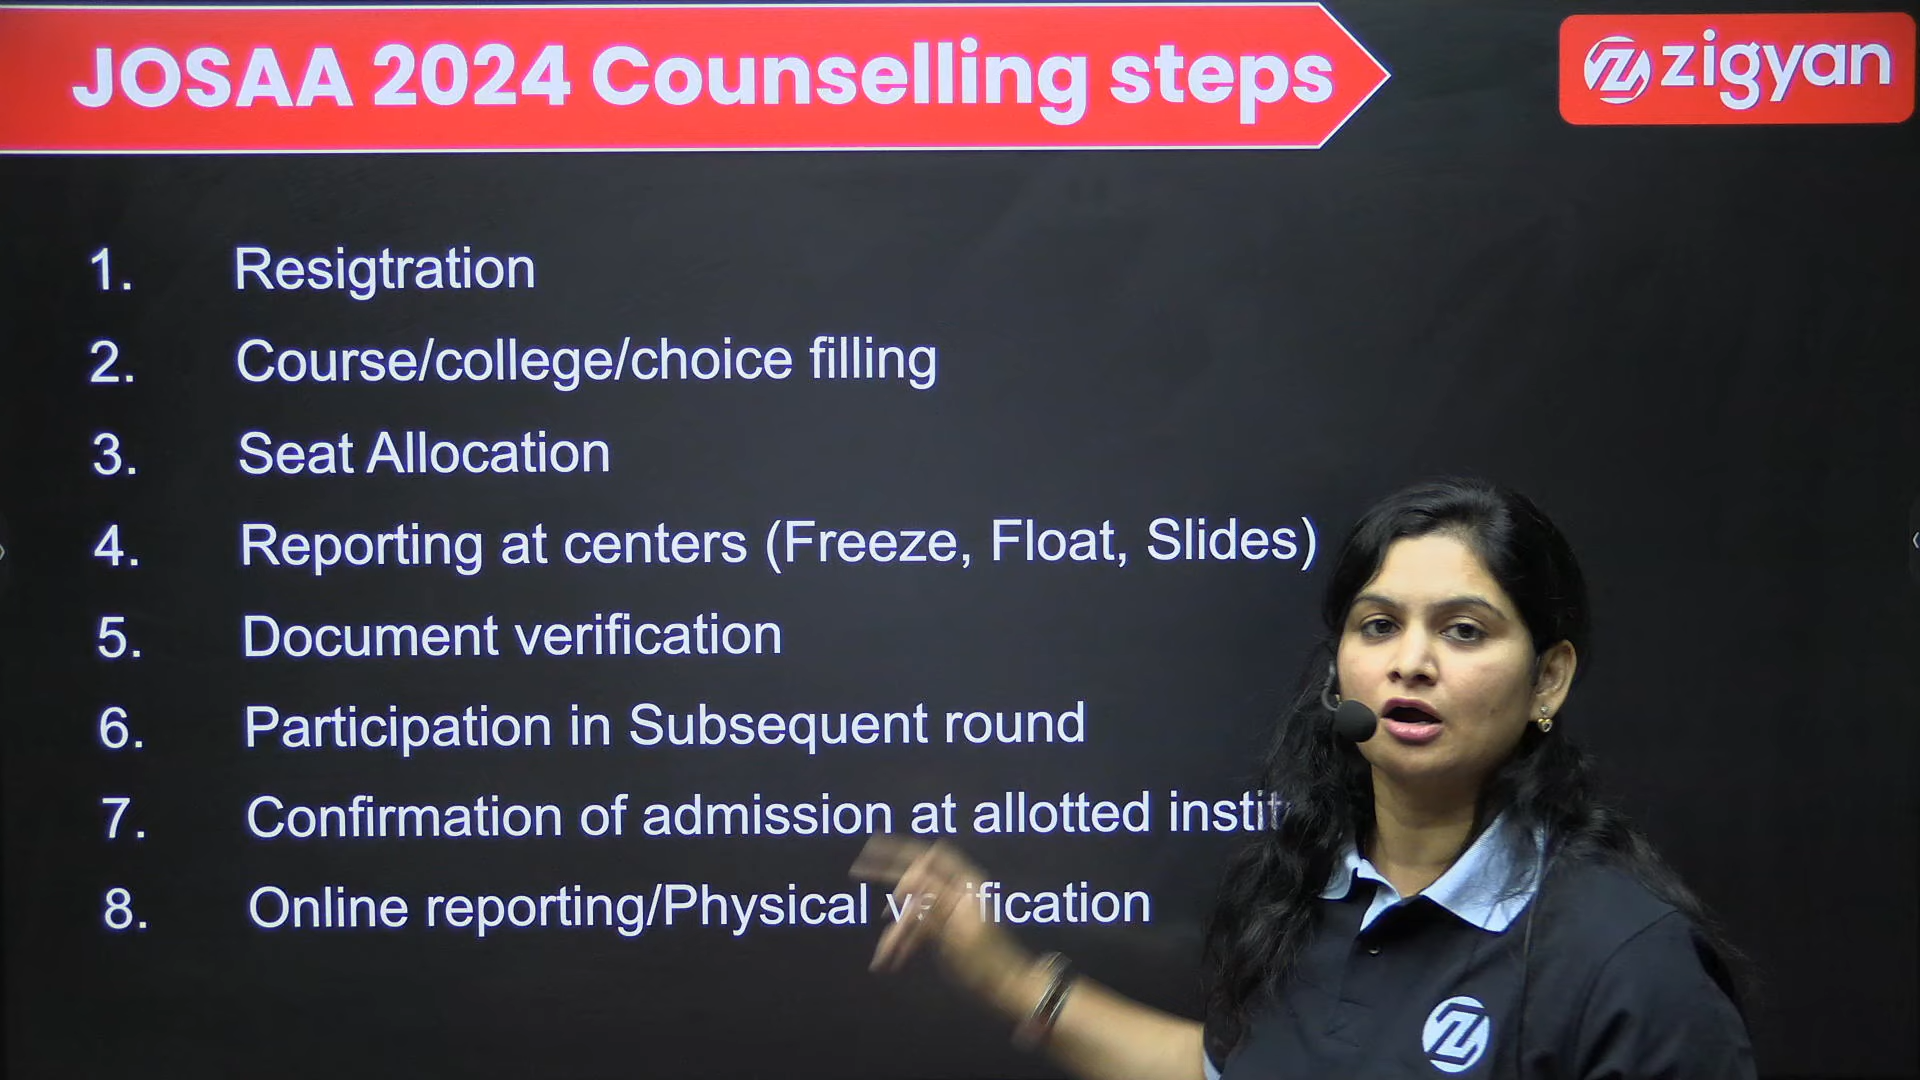 JOSAA 2024 Counselling steps
zigyan
1. Resigtration
2. Course/college/choice filling
3. Seat Allocation
4. Reporting at centers (Freeze, Float, Slides)
5. Document verification
6. Participation in Subsequent round
7. Confirmation of admission at allotted
8. Online reporting/Physical verification